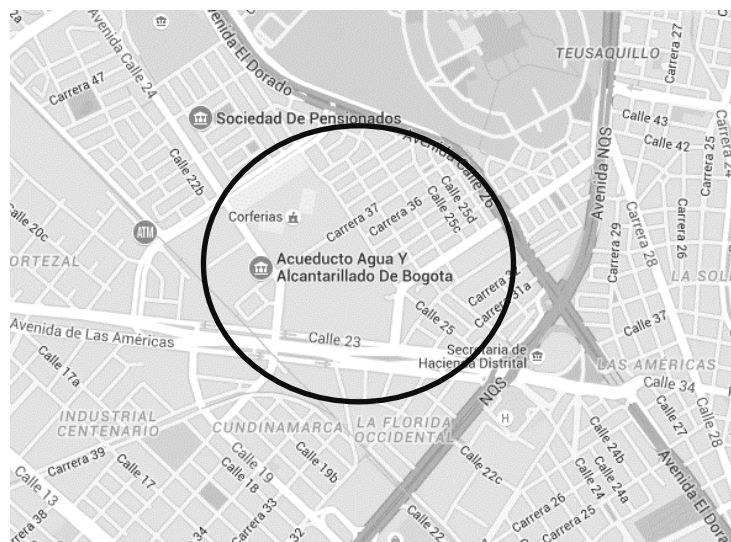 Avenida El Dorado
TEUSAQUILLO
Carrera 27
Carrera 47
Avenida Calle 24
Sociedad De Pensionados
Calle 43
Calle 42
Avenida Calle 26
Avenida NQS
Carrera 25
Calle 22b
Calle 25d
Calle 25c
Carrera 36
Carrera 37
Corferias
Calle 20c
ATM
Carrera 29
Carrera 28
Carrera 26
ORTEZAL
Acueducto Agua Y
Alcantarillado De Bogota
LA SOL
Carrera 31a
Calle 25
Calle 37
Avenida de Las Américas
Calle 23
Secretaria de
Hacienda Distrital
LAS AMÉRICAS
Calle 34
Calle 17a
NQS
Calle 27
Calle 28
INDUSTRIAL
CENTENARIO
CUNDINAMARCA
LA FLORIDA
OCCIDENTAL
H
Carrera 39
Calle 17
Calle 19
Calle 18
Calle 19b
Calle 22c
Calle 24b
Calle 24a
Calle 24
Avenida El Dora
Calle 13
Carrera 33
Carrera 26
Carrera 25
34
32
Calle 22
38